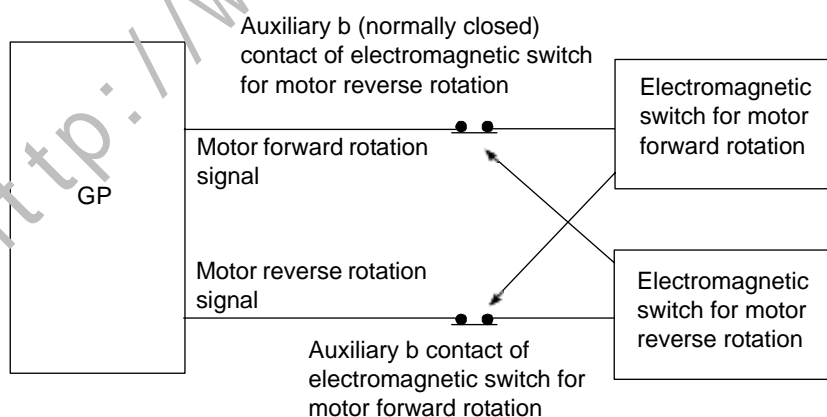 Auxiliary b (normally closed)
contact of electromagnetic switch
for motor reverse rotation
Electromagnetic
switch for motor
forward rotation
Motor forward rotation
signal
GP
Motor reverse rotation
signal
Electromagnetic
switch for motor
reverse rotation
Auxiliary b contact of
electromagnetic switch for
motor forward rotation
ttp://w